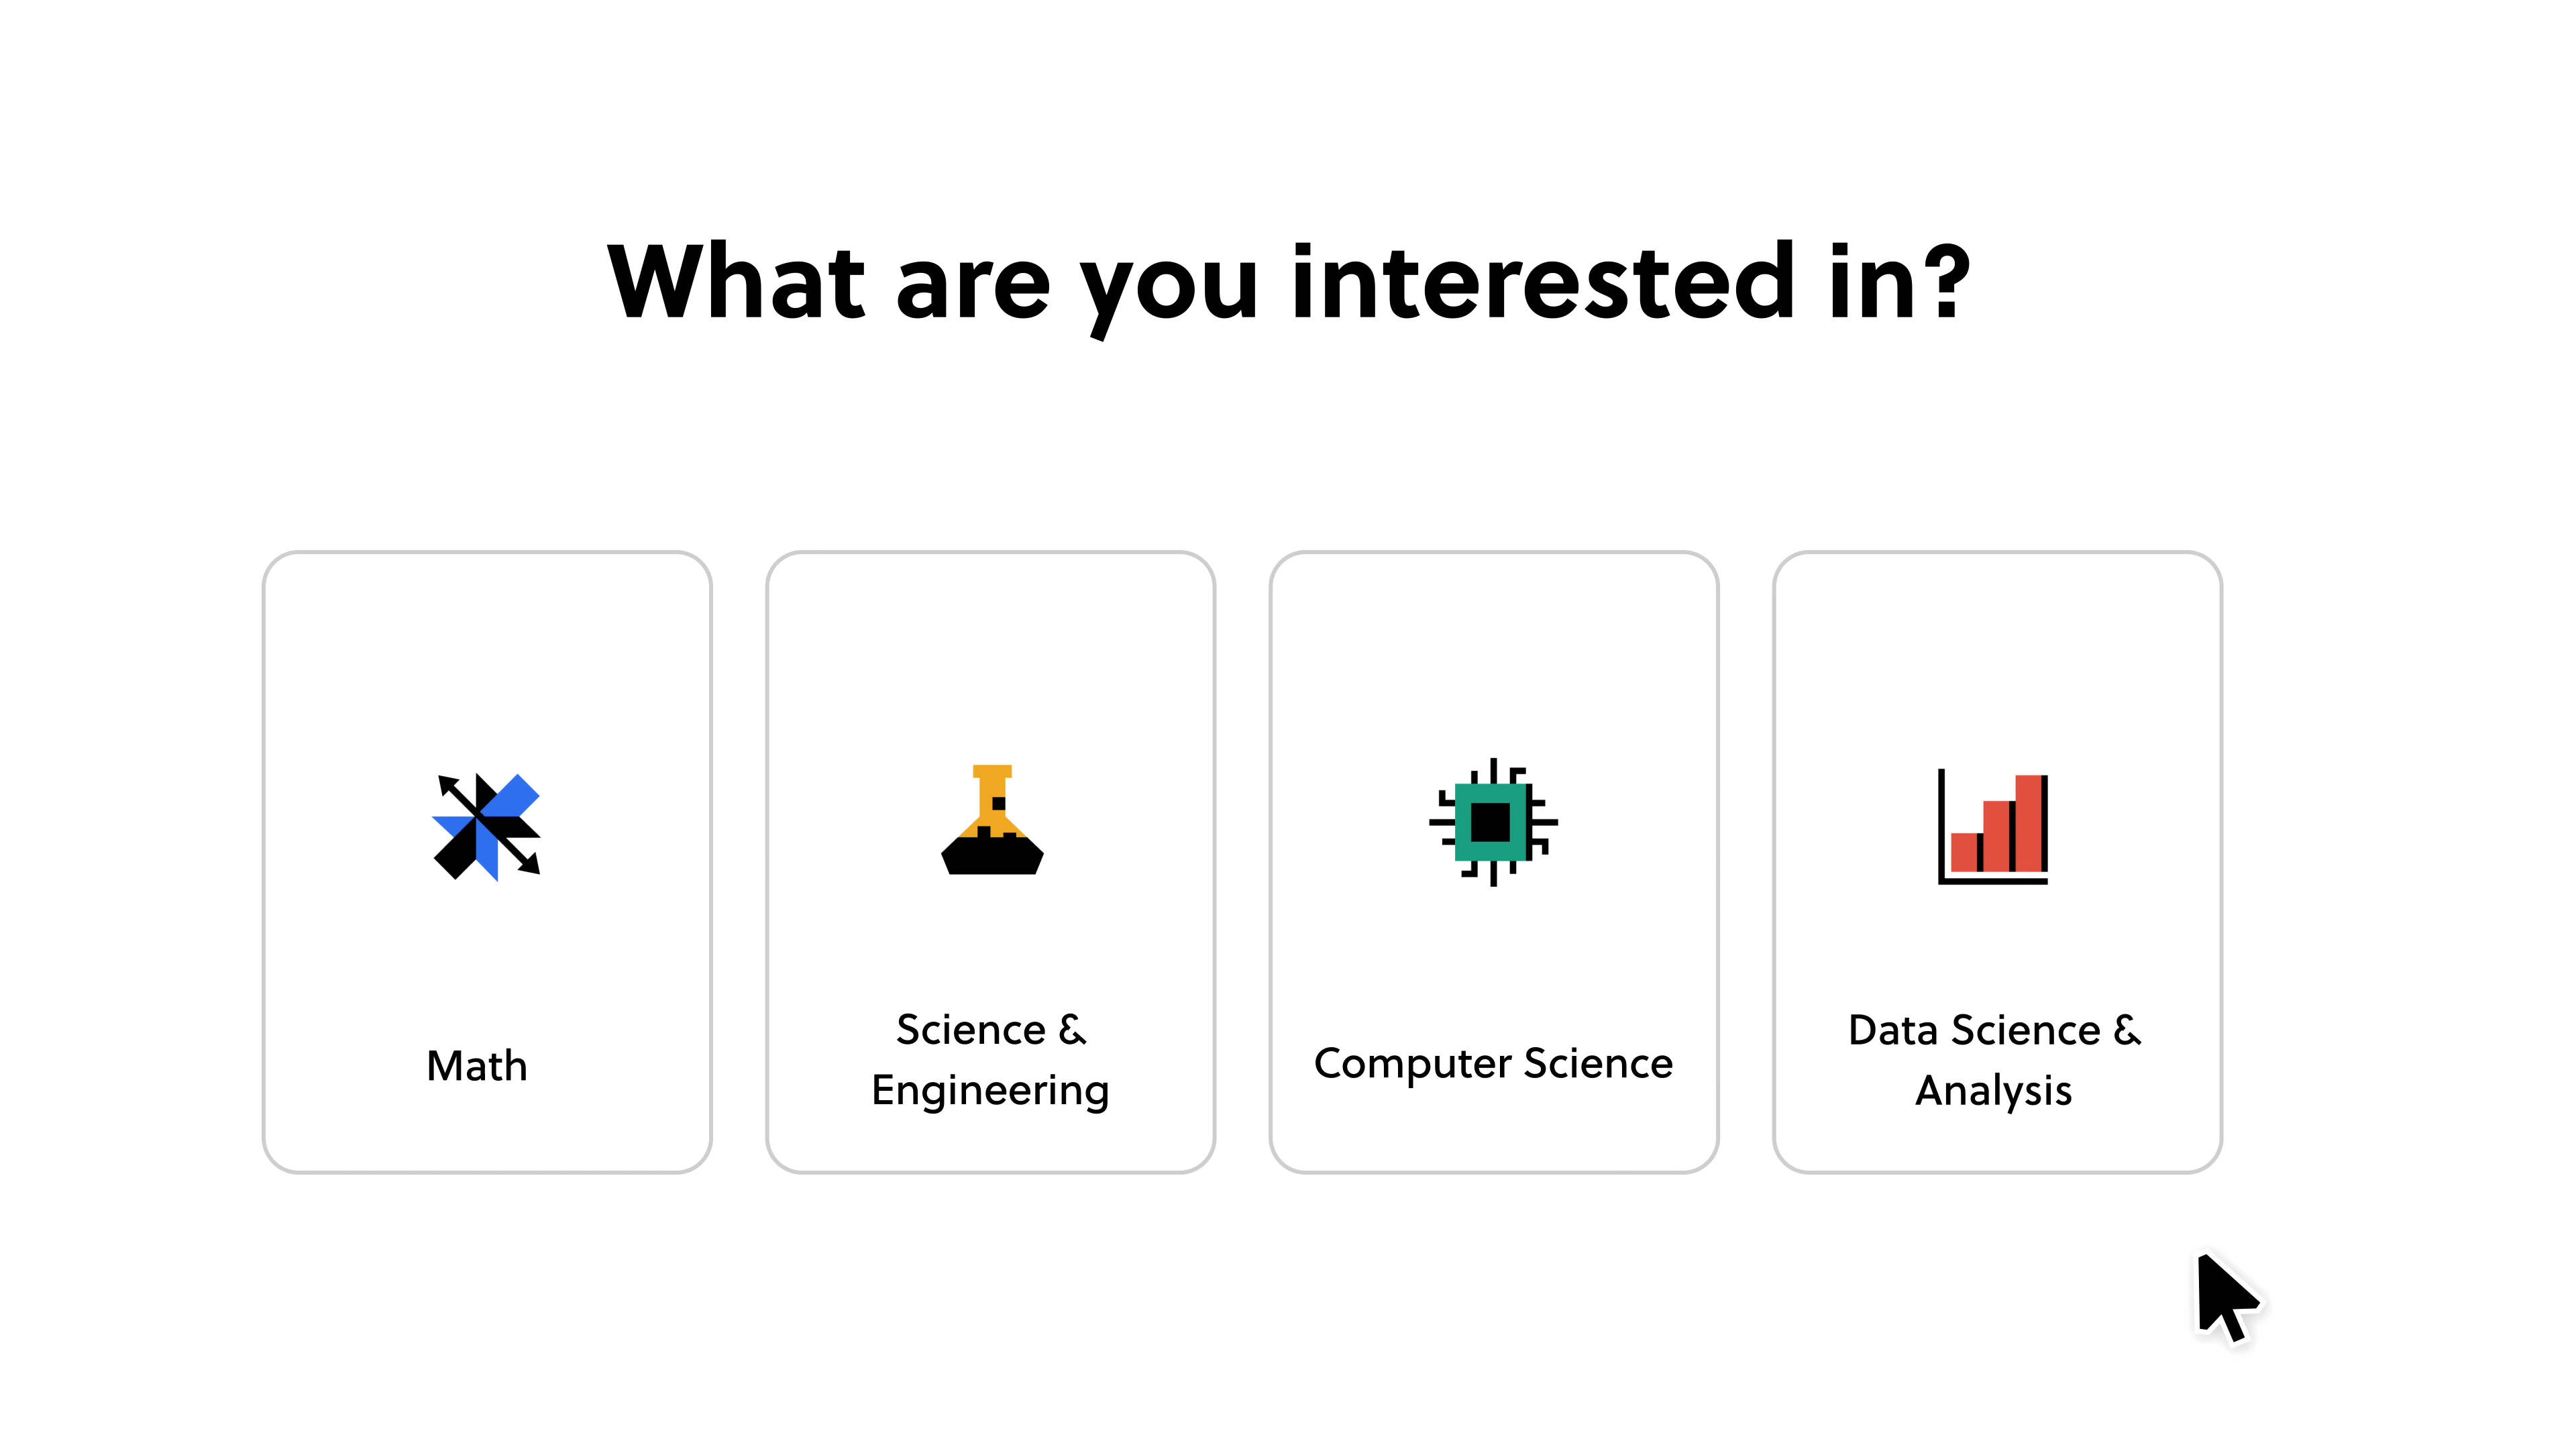 What are you interested in?
Math
Science &
Engineering
Computer Science
Data Science &
Analysis